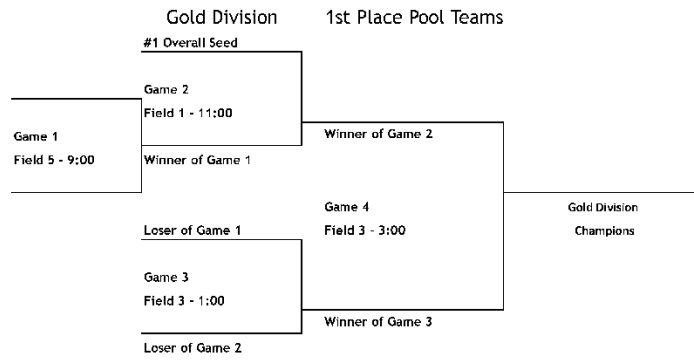 Gold Division 1st Place Pool Teams
#1 Overall Seed
Game 2
Field 1 - 11:00
Game 1
Field 5 - 9:00
Winner of Game 1
Winner of Game 2
Game 4
Field 3 - 3:00
Gold Division
Champions
Loser of Game 1
Game 3
Field 3 - 1:00
Winner of Game 3
Loser of Game 2